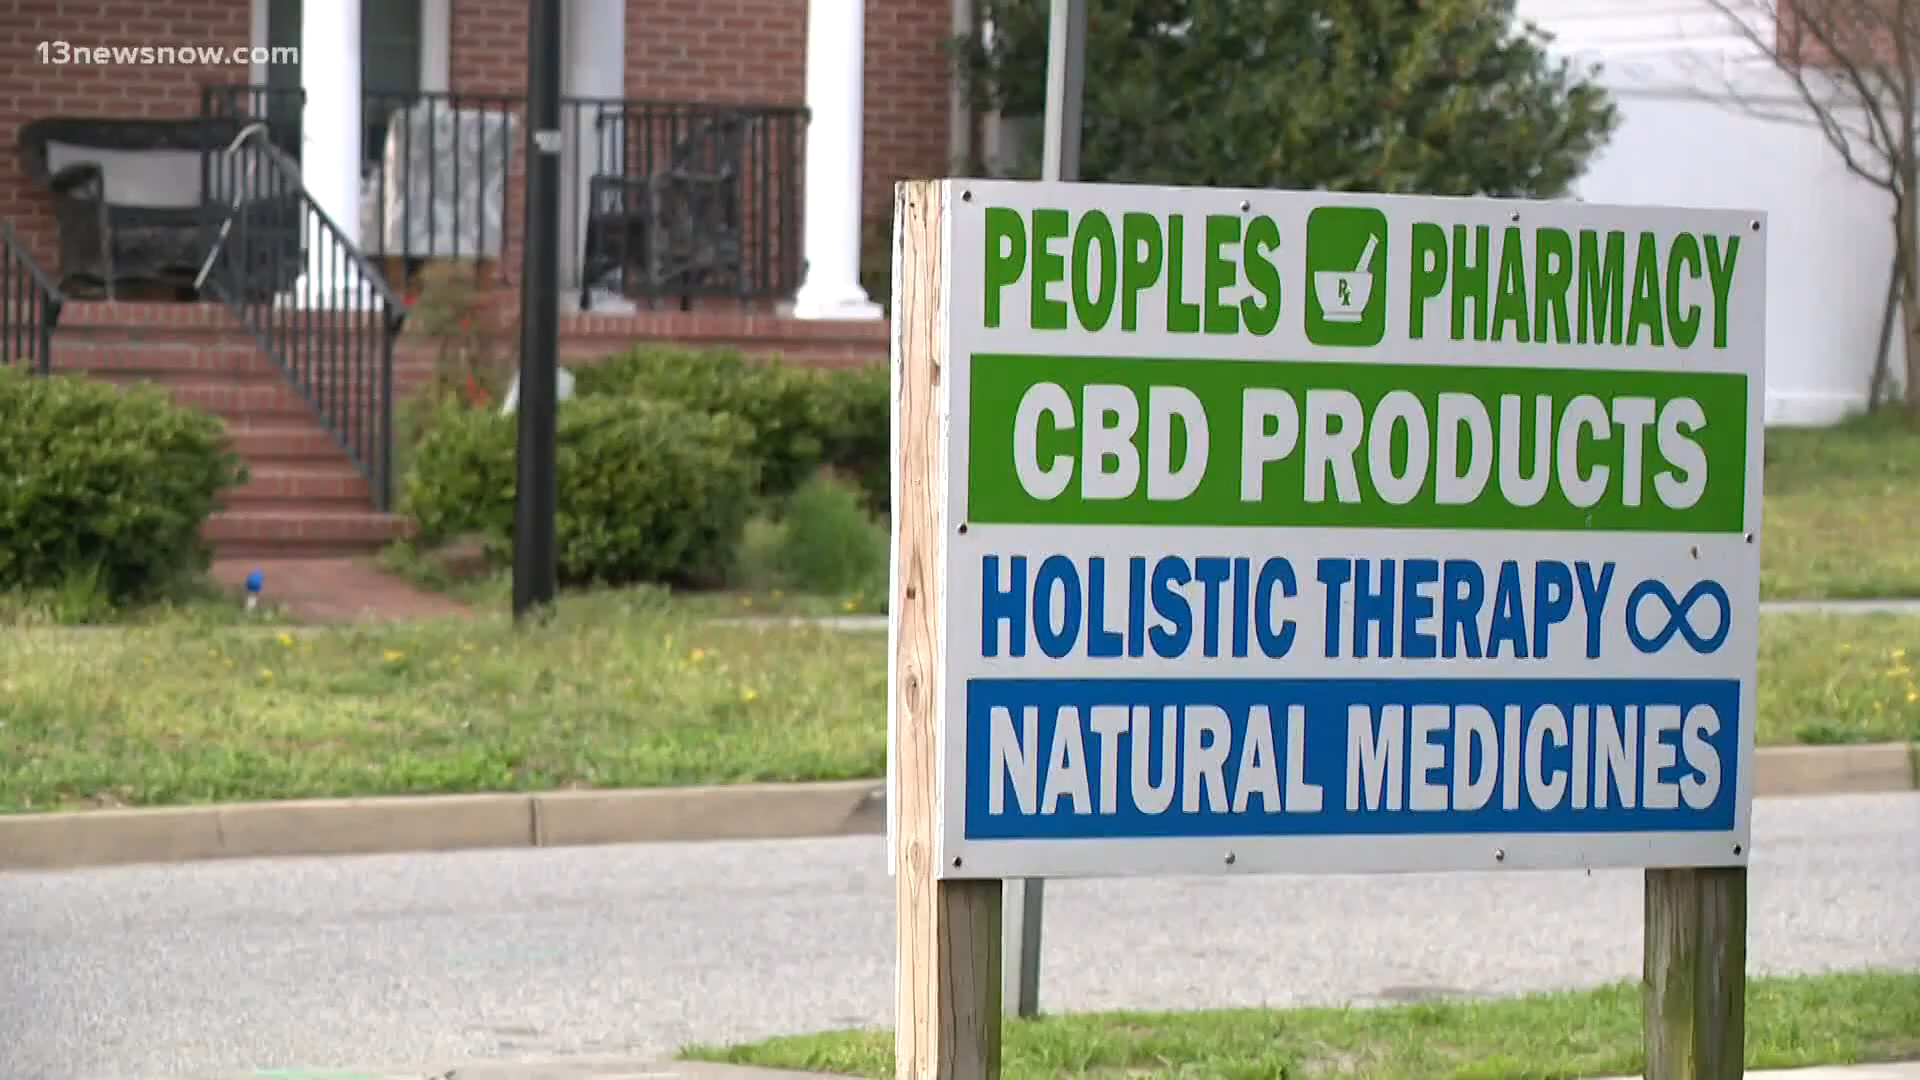 13newsnow.com
PEOPLES Rx PHARMACY
CBD PRODUCTS
HOLISTIC THERAPY
NATURAL MEDICINES